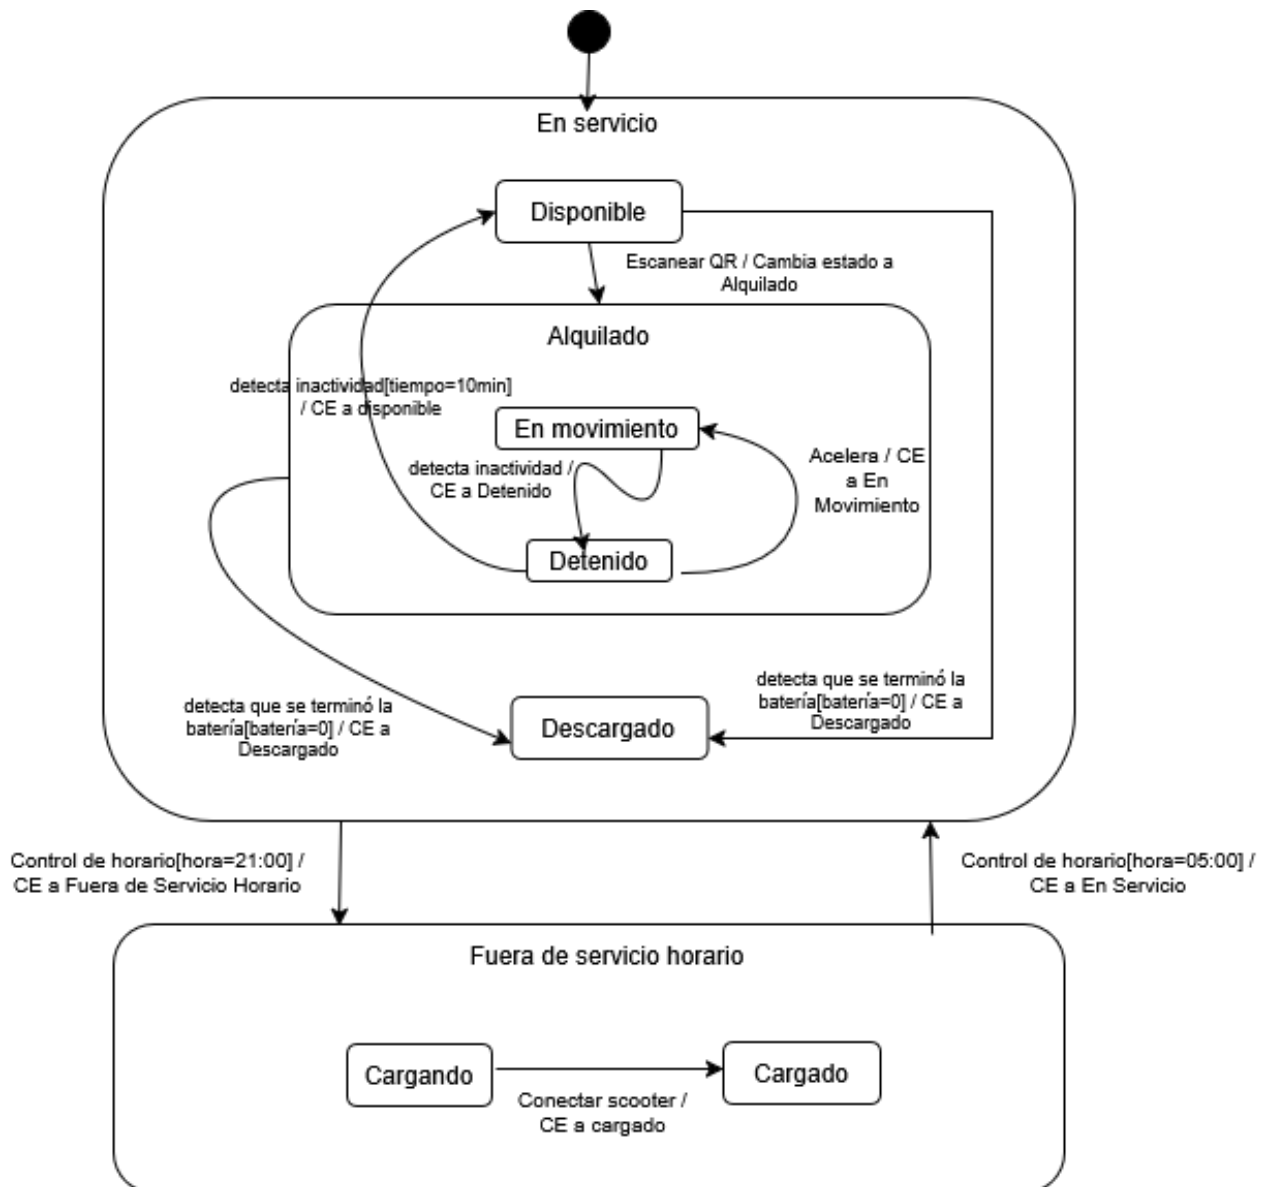 En servicio
Disponible
Escanear QR / Cambia estado a
Alquilado
Alquilado
detecta inactividad[tiempo=10min]
/ CE a disponible
En movimiento
detecta inactividad /
CE a Detenido
Acelera / CE
a En
Movimiento
Detenido
detecta que se terminó la
batería[batería=0] / CE a
Descargado
Descargado
detecta que se terminó la
batería[batería=0] / CE a
Descargado
Control de horario[hora=21:00] /
CE a Fuera de Servicio Horario
Control de horario[hora=05:00] /
CE a En Servicio
Fuera de servicio horario
Cargando
Conectar scooter /
CE a cargado
Cargado